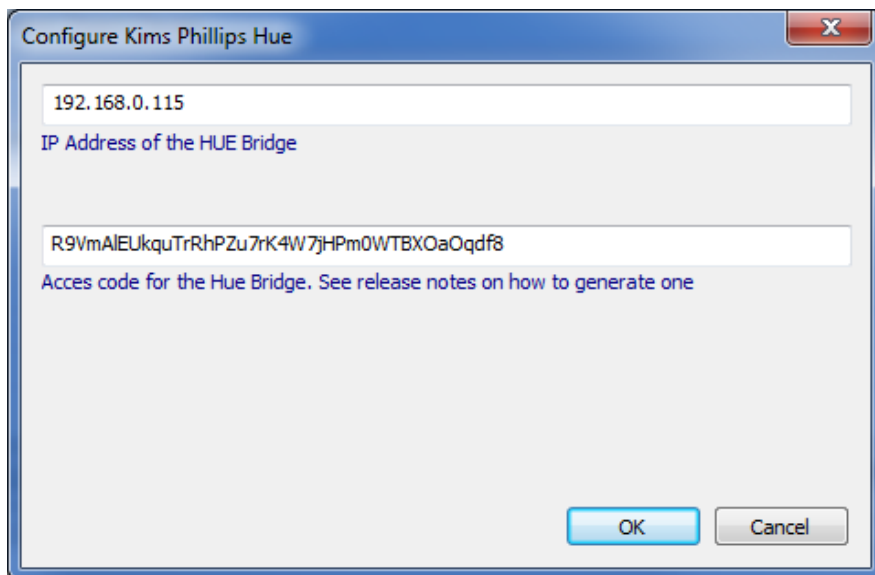 Configure Kims Phillips Hue
192.168.0.115
IP Address of the HUE Bridge
R9VmAlEUkquTrRhPZu7rK4W7jHPm0WTBXOaOqdf8
Acces code for the Hue Bridge. See release notes on how to generate one
OK
Cancel